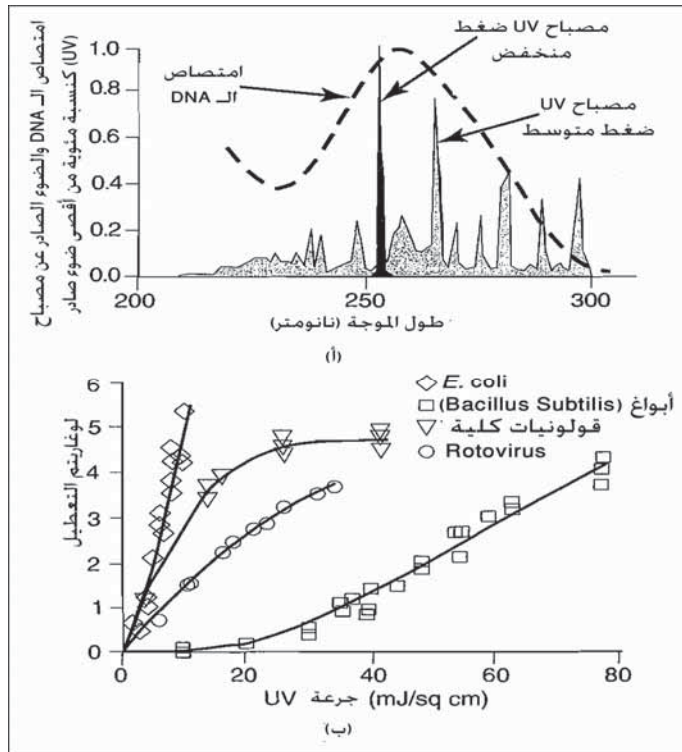 امتصاص الـ DNA والضوء الصادر عن مصباح
(UV) كنسبة مئوية من أقصى ضوء صادر
1.0
0.8
0.6
0.4
0.2
0.0
امتصاص
الـ DNA
مصباح UV ضغط
منخفض
مصباح UV
ضغط متوسط
200
250
300
طول الموجة (نانومتر)
(أ)
لوغاريتم التعطيل
6
5
4
3
2
1
0
E. coli
أبواغ (Bacillus Subtilis)
قولونيات كلية
Rotovirus
0
20
40
60
80
جرعة UV (mJ/sq cm)
(ب)